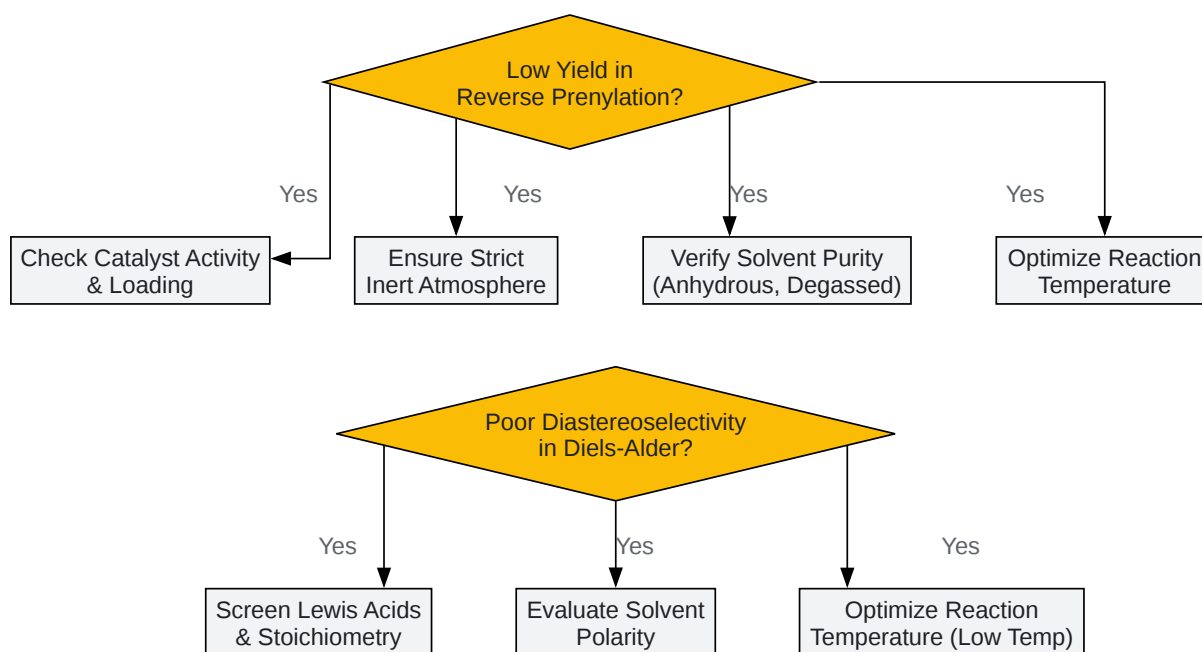 Low Yield in
Reverse Prenylation?
Yes
Yes
Yes
Yes
Check Catalyst Activity
& Loading
Ensure Strict
Inert Atmosphere
Verify Solvent Purity
(Anhydrous, Degassed)
Optimize Reaction
Temperature
Poor Diastereoselectivity
in Diels-Alder?
Yes
Yes
Yes
Screen Lewis Acids
& Stoichiometry
Evaluate Solvent
Polarity
Optimize Reaction
Temperature (Low Temp)